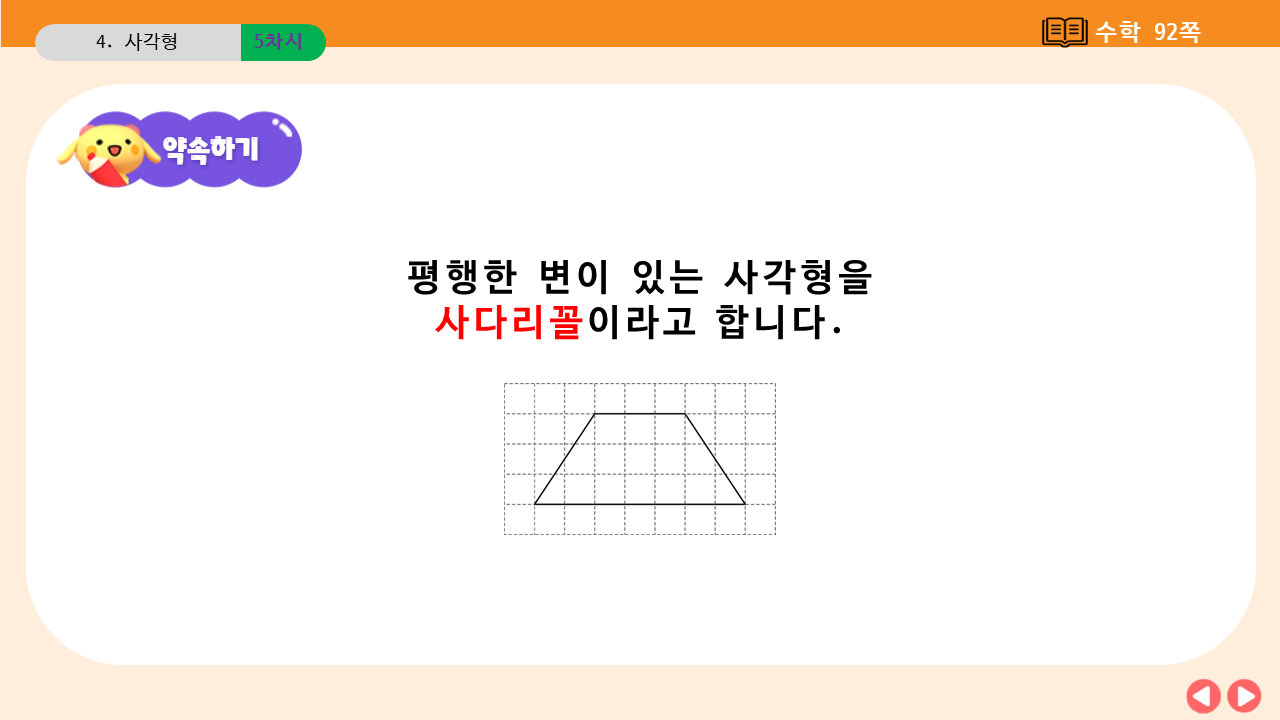 4. 사각형
5차시
수학 92쪽
약속하기
평행한 변이 있는 사각형을
사다리꼴이라고 합니다.